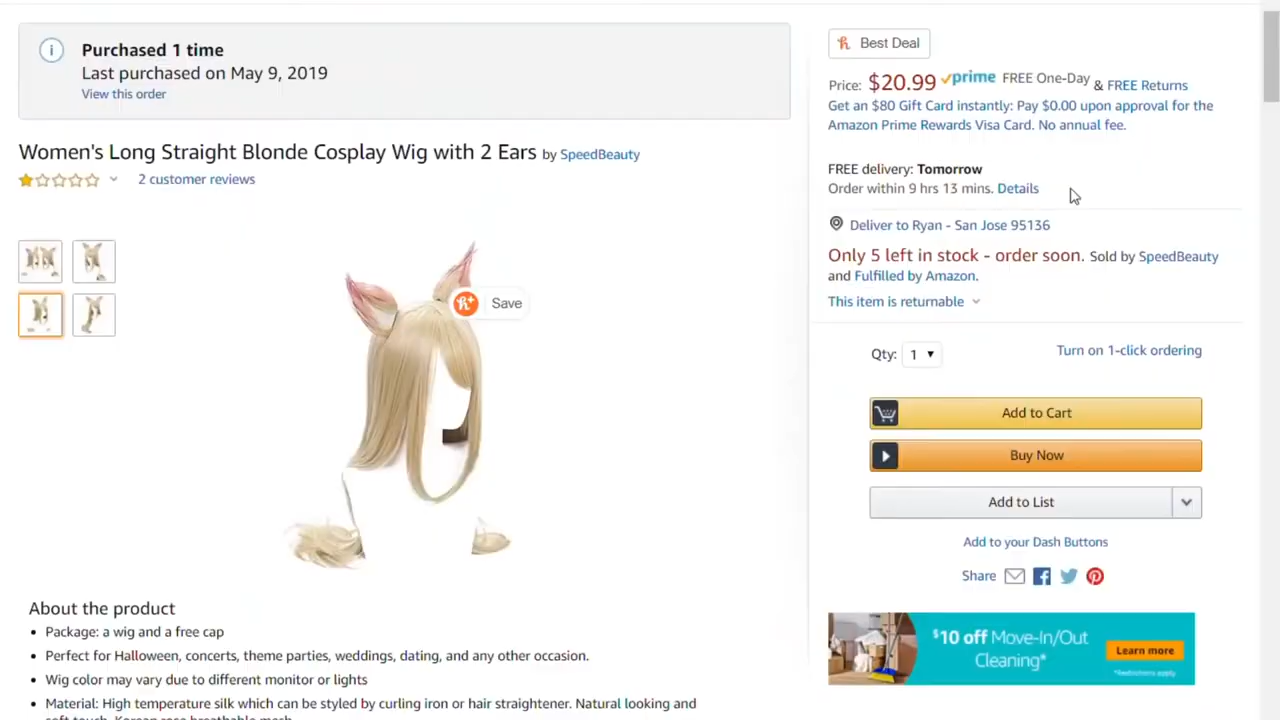 Purchased 1 time
Last purchased on May 9, 2019
View this order
Women's Long Straight Blonde Cosplay Wig with 2 Ears by SpeedBeauty
2 customer reviews
Save
About the product
Package: a wig and a free cap
Perfect for Halloween, concerts, theme parties, weddings, dating, and any other occasion.
Wig color may vary due to different monitor or lights
Material: High temperature silk which can be styled by curling iron or hair straightener. Natural looking and
soft touch. Korean rose breathable mesh
Best Deal
Price: $20.99 prime FREE One-Day & FREE Returns
Get an $80 Gift Card instantly: Pay $0.00 upon approval for the
Amazon Prime Rewards Visa Card. No annual fee.
FREE delivery: Tomorrow
Order within 9 hrs 13 mins. Details
Deliver to Ryan - San Jose 95136
Only 5 left in stock - order soon. Sold by SpeedBeauty
and Fulfilled by Amazon.
This item is returnable
Qty: 1
Turn on 1-click ordering
Add to Cart
Buy Now
Add to List
Add to your Dash Buttons
Share
$10 off Move-In/Out
Cleaning*
Learn more
*Restrictions apply.